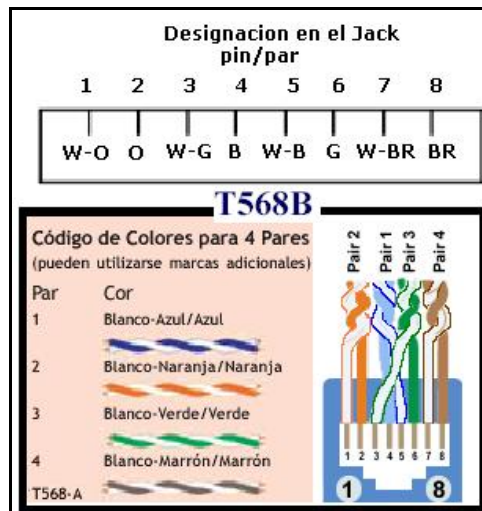 Designacion en el Jack
pin/par
1 2 3 4 5 6 7 8
W-O O W-G B W-B G W-BR BR
T568B
Código de Colores para 4 Pares
(pueden utilizarse marcas adicionales)
Par Cor
1 Blanco-Azul/Azul
2 Blanco-Naranja/Naranja
3 Blanco-Verde/Verde
4 Blanco-Marrón/Marrón
T568-A
Pair 2
Pair 1
Pair 3
Pair 4
1 2 3 4 5 6 7 8
1 8